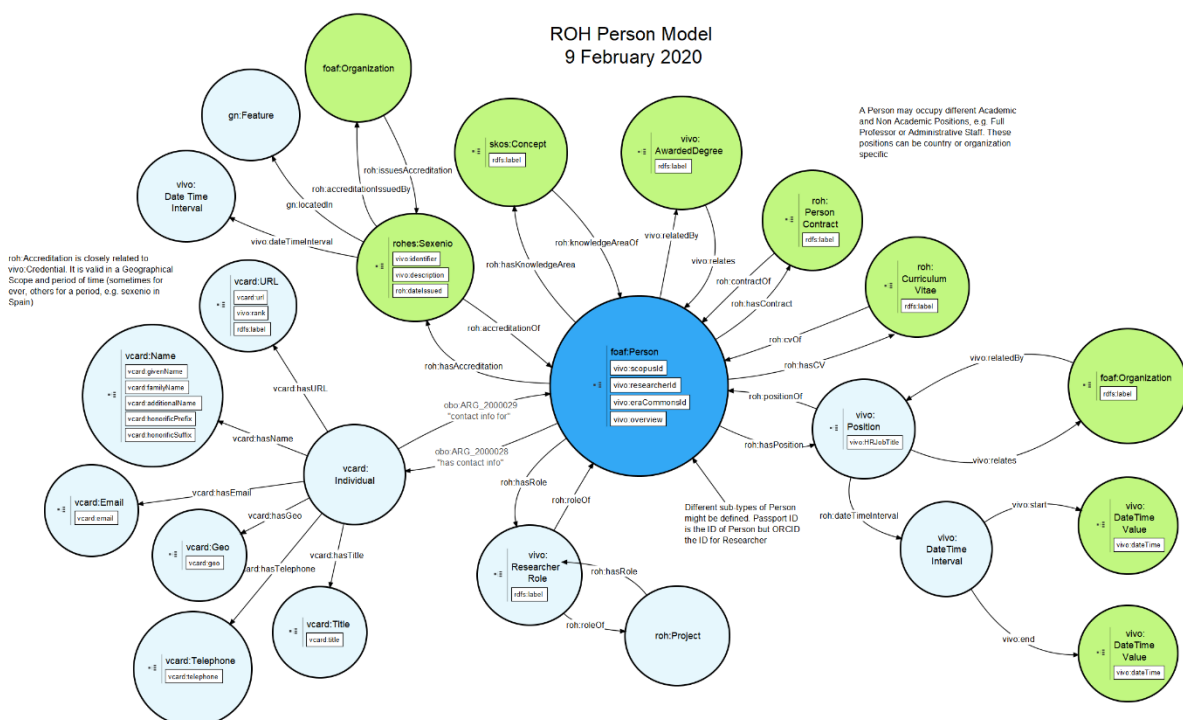 ROH Person Model
9 February 2020
foaf:Organization
gn:Feature
vivo:
Date Time
Interval
roh:issuesAccreditation
roh:accreditationIssuedBy
gn:locatedIn
vivo:dateTimeInterval
rohes:Sexenio
vivo:identifier
vivo:description
roh:dateIssued
skos:Concept
rdfs:label
vivo:
AwardedDegree
rdfs:label
A Person may occupy different Academic
and Non Academic Positions, e.g. Full
Professor or Administrative Staff. These
positions can be country or organization
specific
roh:
Person
Contract
rdfs:label
roh:
Curriculum
Vitae
rdfs:label
roh:knowledgeAreaOf
roh:hasKnowledgeArea
vivo:relatedBy
vivo:relates
roh:contractOf
roh:hasContract
roh:cvOf
roh:hasCV
roh:Accreditation is closely related to
vivo:Credential. It is valid in a Geographical
Scope and period of time (sometimes for
ever, others for a period, e.g. sexenio in
Spain)
vcard:URL
vcard:url
vivo:rank
rdfs:label
roh:accreditationOf
roh:hasAccreditation
foaf:Person
vivo:scopusId
vivo:researcherId
vivo:eraCommonsId
vivo:overview
vivo:relatedBy
foaf:Organization
rdfs:label
vivo:relates
roh:positionOf
roh:hasPosition
vivo:
Position
vivo:HRJobTitle
vcard:Name
vcard:givenName
vcard:familyName
vcard:additionalName
vcard:honorificPrefix
vcard:honorificSuffix
vcard:hasURL
vcard:hasName
obo:ARG_2000029
"contact info for"
obo:ARG_2000028
"has contact info"
vcard:
Individual
vcard:hasEmail
vcard:Email
vcard:email
vcard:hasGeo
vcard:Geo
vcard:geo
vcard:hasTitle
ard:hasTelephone
vcard:Title
vcard:title
vcard:Telephone
vcard:telephone
roh:hasRole
roh:roleOf
vivo:
Researcher
Role
rdfs:label
roh:hasRole
roh:roleOf
roh:Project
Different sub-types of Person
might be defined. Passport ID
is the ID of Person but ORCID
the ID for Researcher
roh:dateTimeInterval
vivo:
DateTime
Interval
vivo:start
vivo:
DateTime
Value
vivo:dateTime
vivo:end
vivo:
DateTime
Value
vivo:dateTime